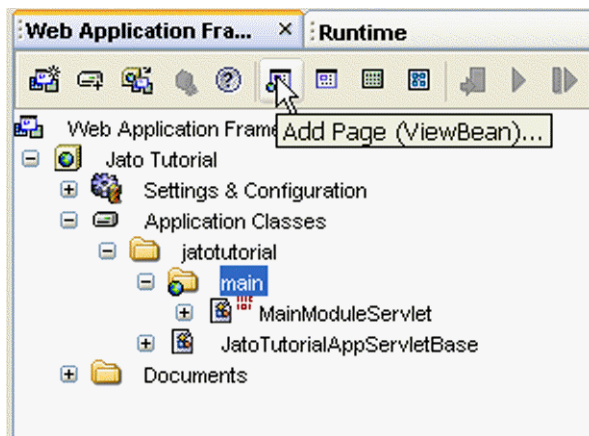 Web Application Fra... × Runtime
Web Application Frame
Add Page (ViewBean)...
Jato Tutorial
Settings & Configuration
Application Classes
jatotutorial
main
MainModuleServlet
JatoTutorialAppServletBase
Documents